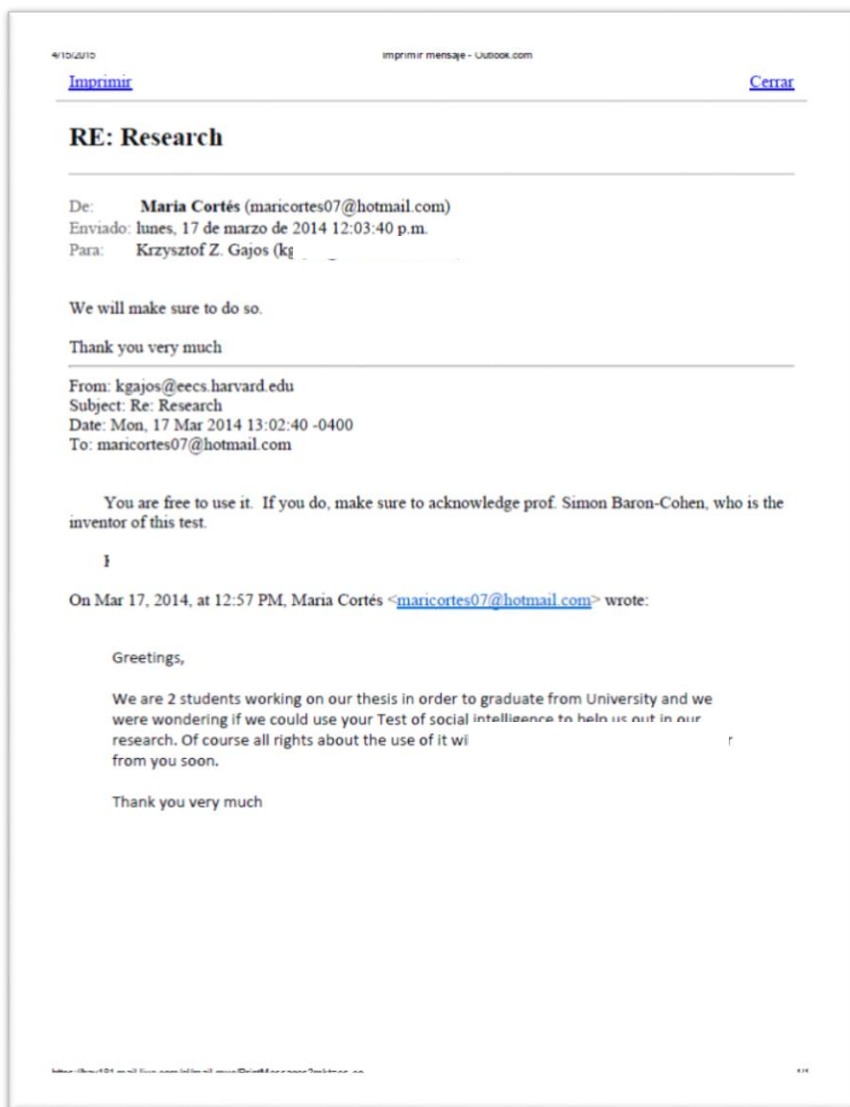 4/15/2015 Imprimir mensaje - Outlook.com
Imprimir Cerrar
RE: Research
De: Maria Cortés (maricortes07@hotmail.com)
Enviado: lunes, 17 de marzo de 2014 12:03:40 p.m.
Para: Krzysztof Z. Gajos (kg
We will make sure to do so.
Thank you very much
From: kgajos@eecs.harvard.edu
Subject: Re: Research
Date: Mon, 17 Mar 2014 13:02:40 -0400
To: maricortes07@hotmail.com
You are free to use it. If you do, make sure to acknowledge prof. Simon Baron-Cohen, who is the
inventor of this test.
On Mar 17, 2014, at 12:57 PM, Maria Cortés <maricortes07@hotmail.com> wrote:
Greetings,
We are 2 students working on our thesis in order to graduate from University and we
were wondering if we could use your Test of social intelligence to help us out in our
research. Of course all rights about the use of it wi
from you soon.
Thank you very much
1/1